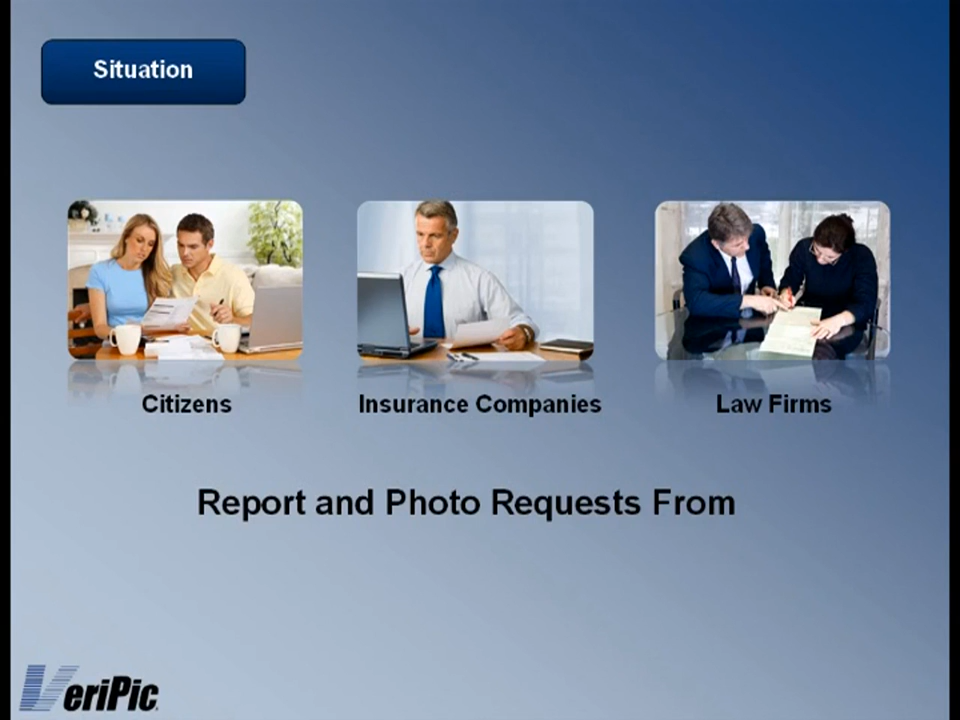 Situation
Citizens
Insurance Companies
Law Firms
Report and Photo Requests From
VeriPic